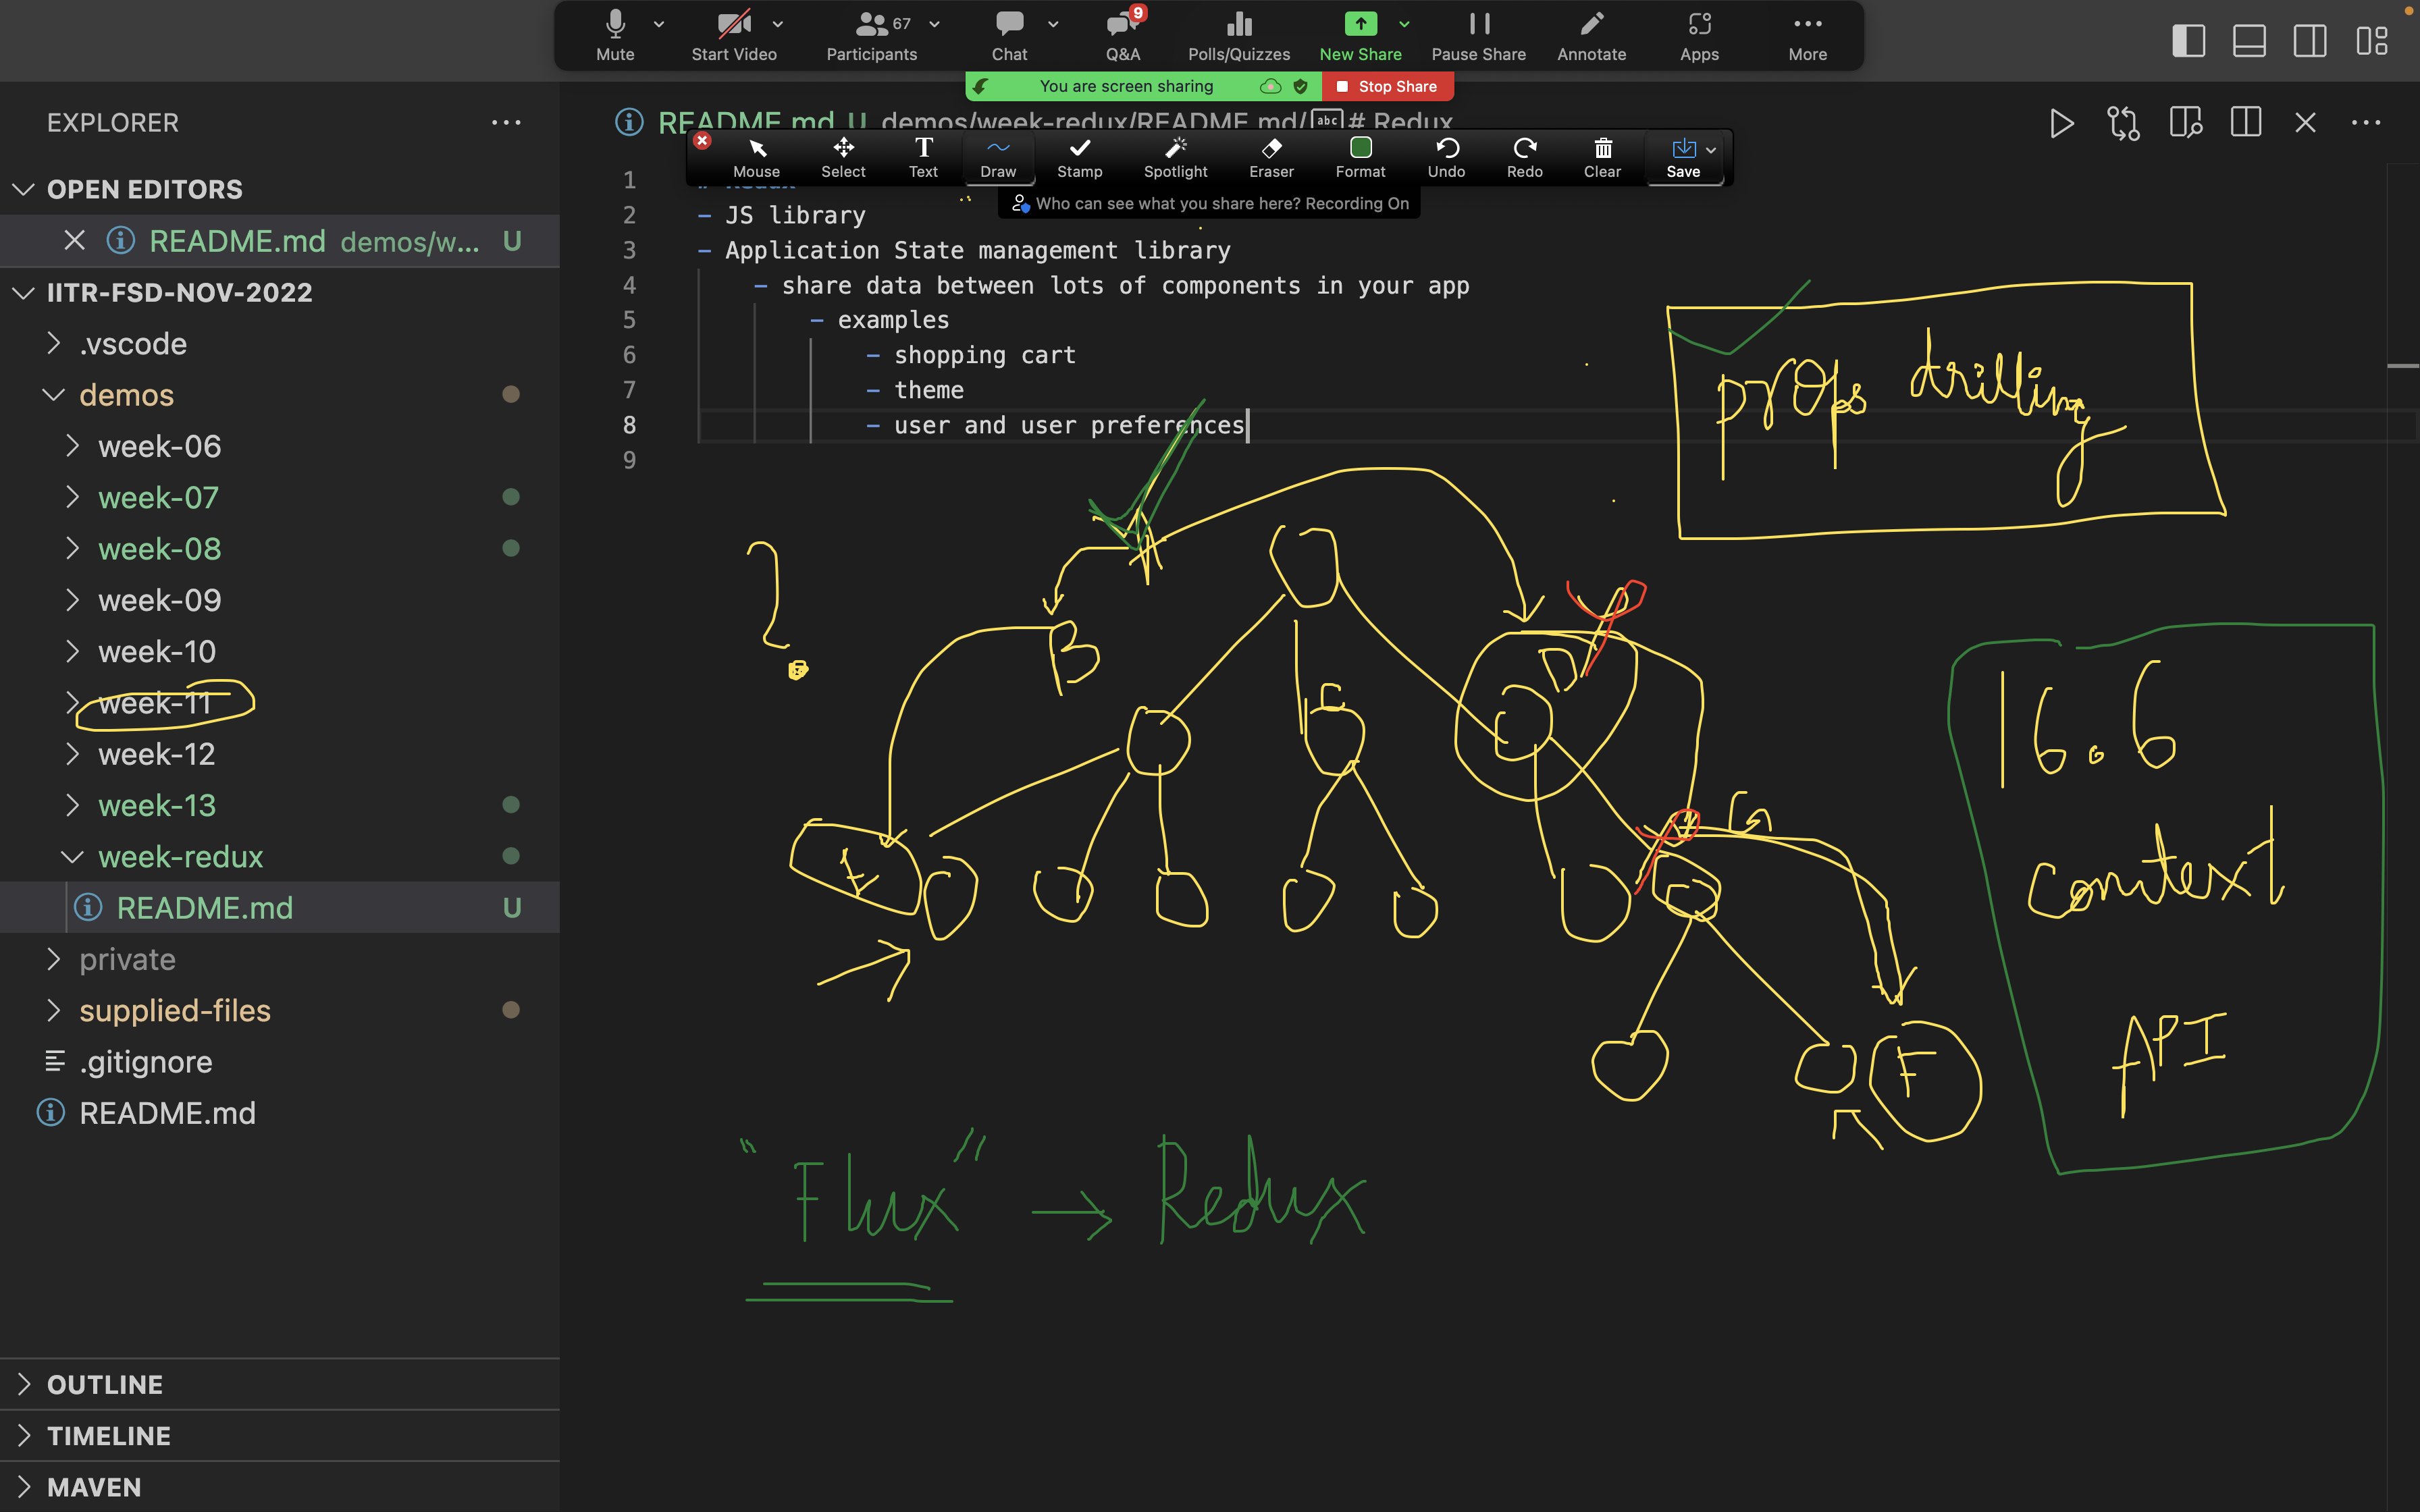 Mute
Start Video
Participants 67
Chat
Q&A 9
Polls/Quizzes
New Share
Pause Share
Annotate
Apps
More
You are screen sharing
Stop Share
EXPLORER
README.md U demos/week-redux/README.md/ abc # Redux
Mouse
Select
Text
Draw
Stamp
Spotlight
Eraser
Format
Undo
Redo
Clear
Save
Who can see what you share here? Recording On
OPEN EDITORS
README.md demos/w... U
IITR-FSD-NOV-2022
.vscode
demos
week-06
week-07
week-08
week-09
week-10
week-11
week-12
week-13
week-redux
README.md U
private
supplied-files
.gitignore
README.md
OUTLINE
TIMELINE
MAVEN
1 # Redux
2 - JS library
3 - Application State management library
4 - share data between lots of components in your app
5 - examples
6 - shopping cart
7 - theme
8 - user and user preferences
9
props drilling
?
A
B
C
D
E
G
F
16.6
context
API
"Flux" → Redux